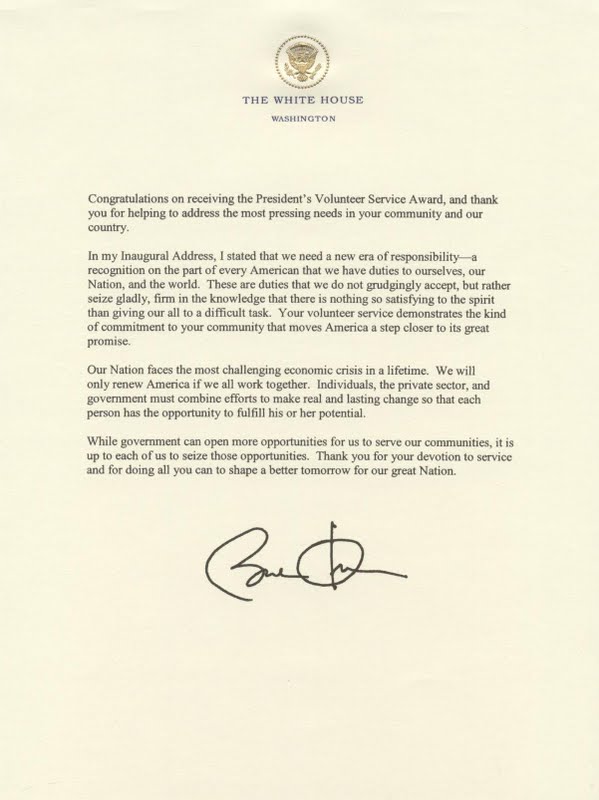 THE WHITE HOUSE
WASHINGTON
Congratulations on receiving the President's Volunteer Service Award, and thank
you for helping to address the most pressing needs in your community and our
country.
In my Inaugural Address, I stated that we need a new era of responsibility—a
recognition on the part of every American that we have duties to ourselves, our
Nation, and the world.  These are duties that we do not grudgingly accept, but rather
seize gladly, firm in the knowledge that there is nothing so satisfying to the spirit
than giving our all to a difficult task.  Your volunteer service demonstrates the kind
of commitment to your community that moves America a step closer to its great
promise.
Our Nation faces the most challenging economic crisis in a lifetime.  We will
only renew America if we all work together.  Individuals, the private sector, and
government must combine efforts to make real and lasting change so that each
person has the opportunity to fulfill his or her potential.
While government can open more opportunities for us to serve our communities, it is
up to each of us to seize those opportunities.  Thank you for your devotion to service
and for doing all you can to shape a better tomorrow for our great Nation.